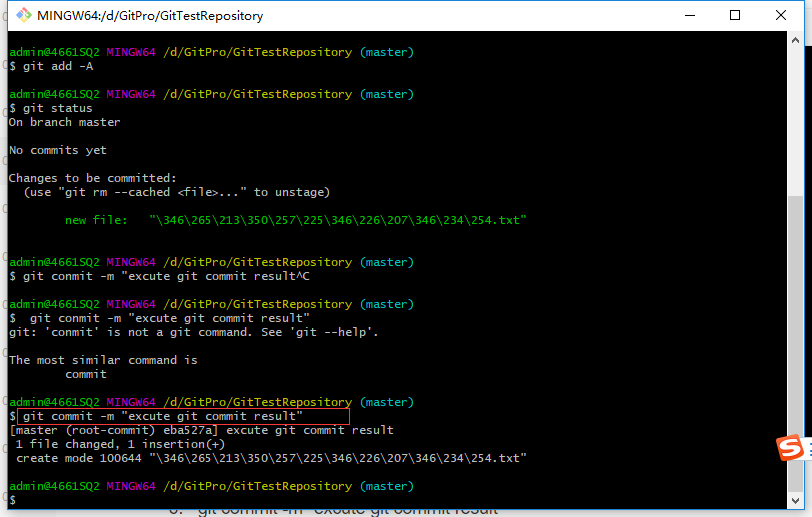 MINGW64:/d/GitPro/GitTestRepository
admin@4661SQ2 MINGW64 /d/GitPro/GitTestRepository (master)
$ git add -A
admin@4661SQ2 MINGW64 /d/GitPro/GitTestRepository (master)
$ git status
On branch master
No commits yet
Changes to be committed:
(use "git rm --cached <file>..." to unstage)
new file:   "\346\265\213\350\257\225\346\226\207\346\234\254.txt"
admin@4661SQ2 MINGW64 /d/GitPro/GitTestRepository (master)
$ git conmit -m "excute git commit result^C
admin@4661SQ2 MINGW64 /d/GitPro/GitTestRepository (master)
$  git conmit -m "excute git commit result"
git: 'conmit' is not a git command. See 'git --help'.
The most similar command is
commit
admin@4661SQ2 MINGW64 /d/GitPro/GitTestRepository (master)
$ git commit -m "excute git commit result"
[master (root-commit) eba527a] excute git commit result
1 file changed, 1 insertion(+)
create mode 100644 "\346\265\213\350\257\225\346\226\207\346\234\254.txt"
admin@4661SQ2 MINGW64 /d/GitPro/GitTestRepository (master)
$
git commit -m "excute git commit result